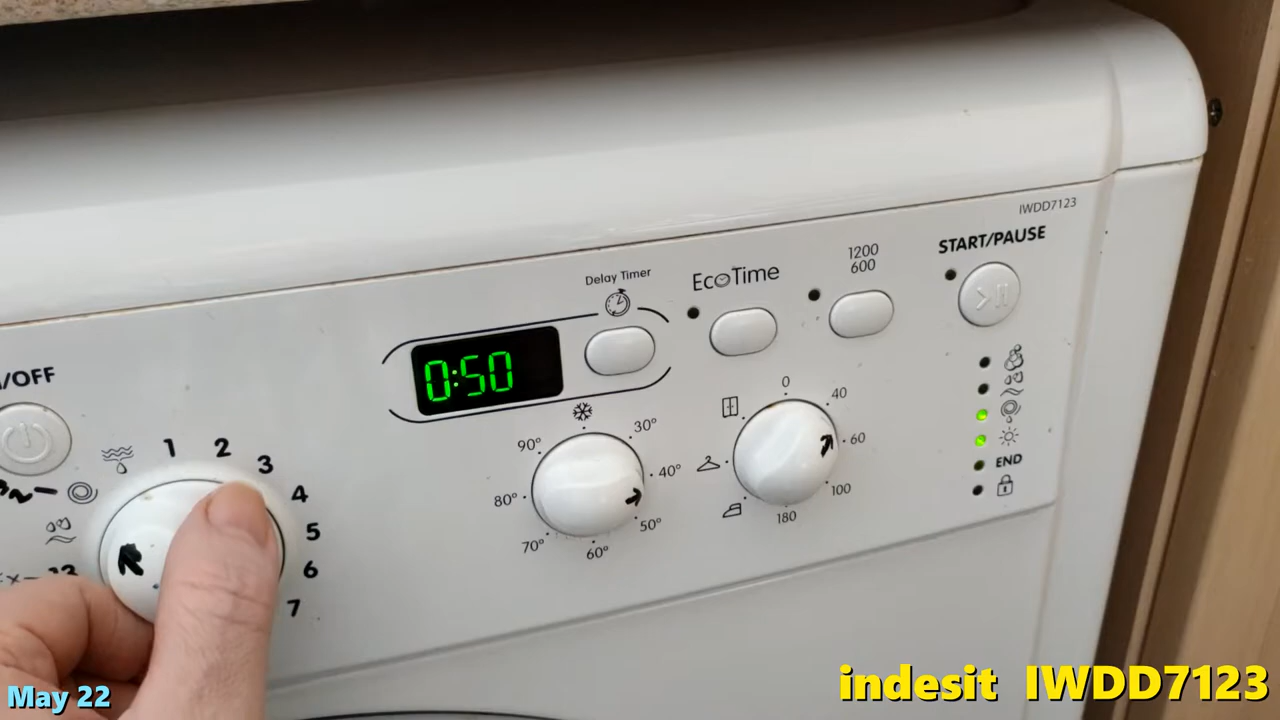 IWDD7123
START/PAUSE
1200
600
EcoTime
Delay Timer
0:50
/OFF
0
40
60
100
180
30°
40°
50°
60°
70°
80°
90°
END
1
2
3
4
5
6
7
May 22
indesit IWDD7123